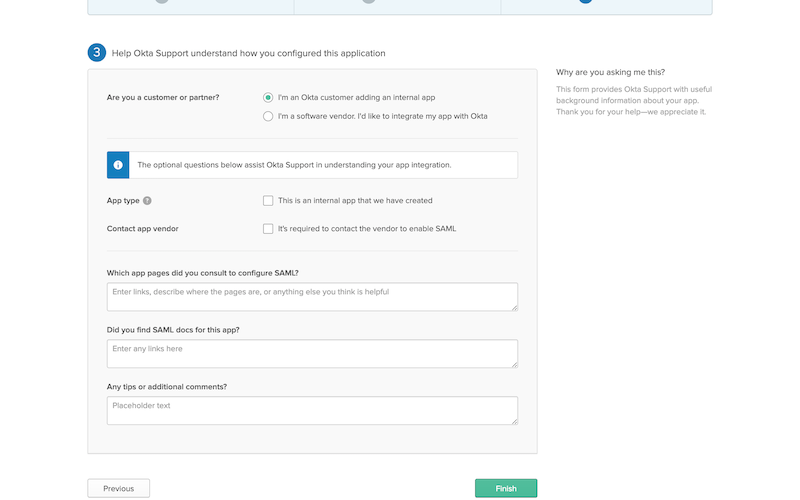 3 Help Okta Support understand how you configured this application
Are you a customer or partner?
I'm an Okta customer adding an internal app
I'm a software vendor. I'd like to integrate my app with Okta
The optional questions below assist Okta Support in understanding your app integration.
App type ?
This is an internal app that we have created
Contact app vendor
It's required to contact the vendor to enable SAML
Which app pages did you consult to configure SAML?
Enter links, describe where the pages are, or anything else you think is helpful
Did you find SAML docs for this app?
Enter any links here
Any tips or additional comments?
Placeholder text
Previous
Finish
Why are you asking me this?
This form provides Okta Support with useful
background information about your app.
Thank you for your help—we appreciate it.